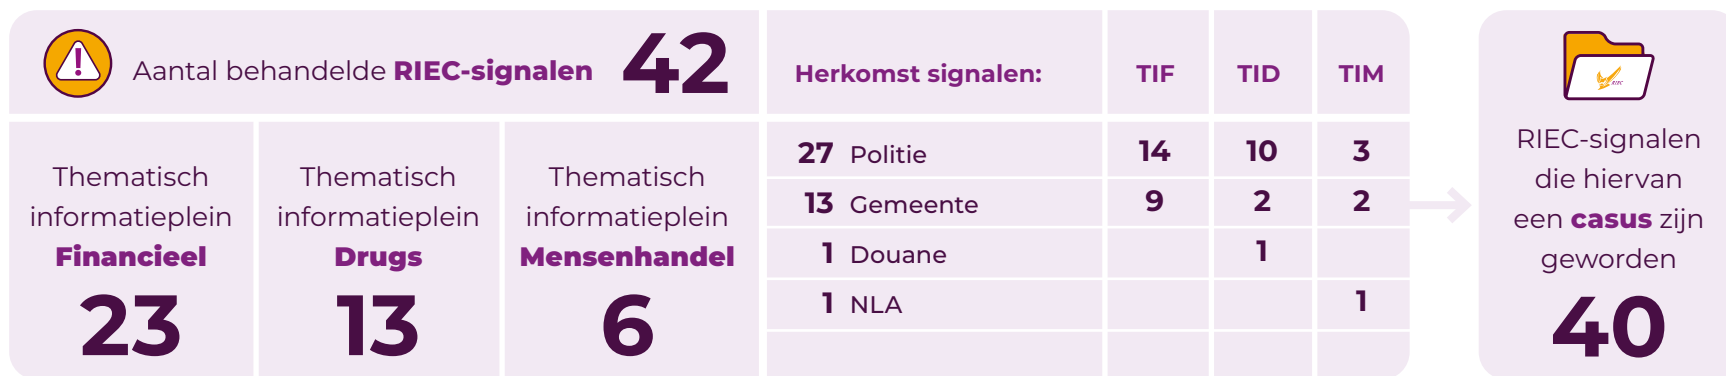 Aantal behandelde RIEC-signalen 42
Thematisch
informatieplein
Financieel
23
Thematisch
informatieplein
Drugs
13
Thematisch
informatieplein
Mensenhandel
6
Herkomst signalen: TIF TID TIM
27 Politie 14 10 3
13 Gemeente 9 2 2
1 Douane 1
1 NLA 1
RIEC
RIEC-signalen
die hiervan
een casus zijn
geworden
40